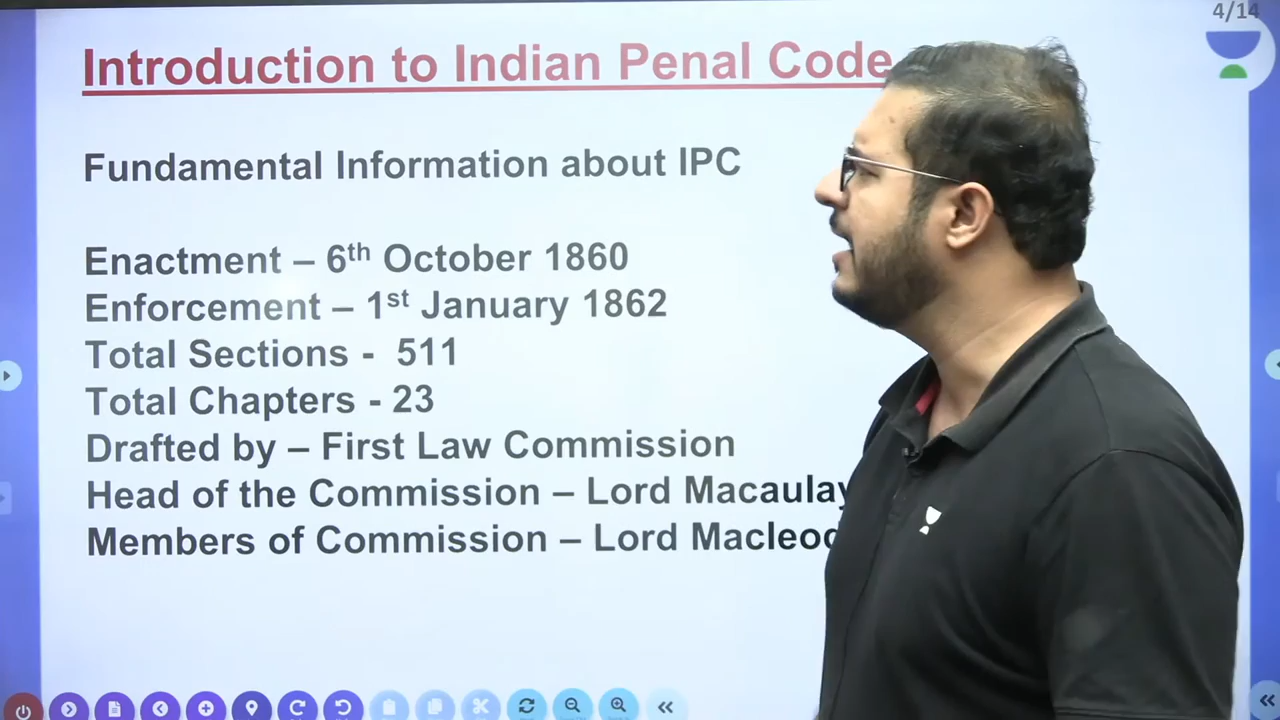 4/14
Introduction to Indian Penal Code
Fundamental Information about IPC
Enactment – 6th October 1860
Enforcement – 1st January 1862
Total Sections - 511
Total Chapters - 23
Drafted by – First Law Commission
Head of the Commission – Lord Macaulay
Members of Commission – Lord Macleod